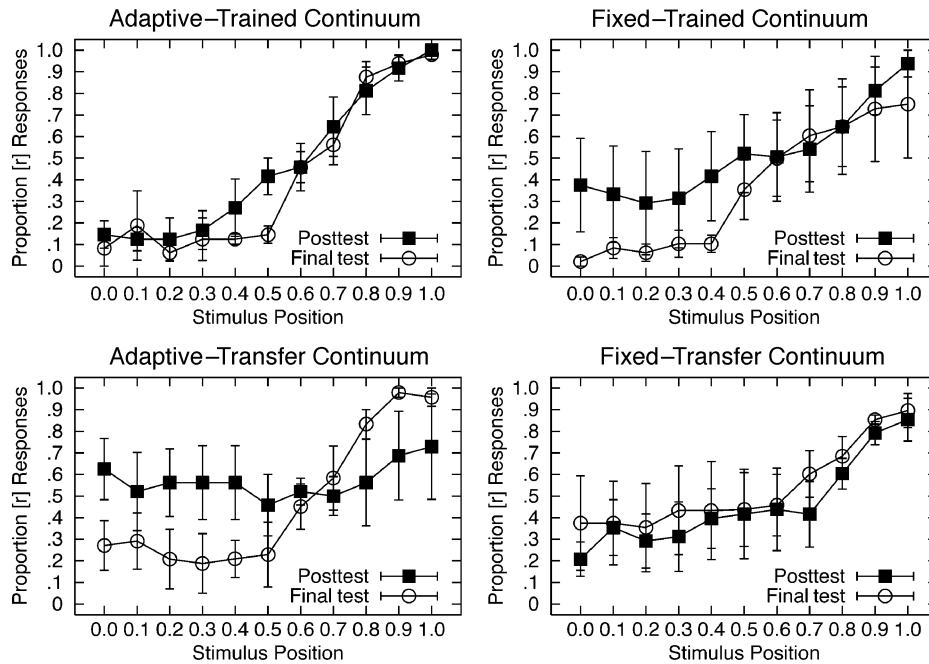 Adaptive−Trained Continuum
Proportion [r] Responses
1.0
.9
.8
.7
.6
.5
.4
.3
.2
.1
0
Posttest
Final test
0.0 0.1 0.2 0.3 0.4 0.5 0.6 0.7 0.8 0.9 1.0
Stimulus Position
Fixed−Trained Continuum
Proportion [r] Responses
1.0
.9
.8
.7
.6
.5
.4
.3
.2
.1
0
Posttest
Final test
0.0 0.1 0.2 0.3 0.4 0.5 0.6 0.7 0.8 0.9 1.0
Stimulus Position
Adaptive−Transfer Continuum
Proportion [r] Responses
1.0
.9
.8
.7
.6
.5
.4
.3
.2
.1
0
Posttest
Final test
0.0 0.1 0.2 0.3 0.4 0.5 0.6 0.7 0.8 0.9 1.0
Stimulus Position
Fixed−Transfer Continuum
Proportion [r] Responses
1.0
.9
.8
.7
.6
.5
.4
.3
.2
.1
0
Posttest
Final test
0.0 0.1 0.2 0.3 0.4 0.5 0.6 0.7 0.8 0.9 1.0
Stimulus Position